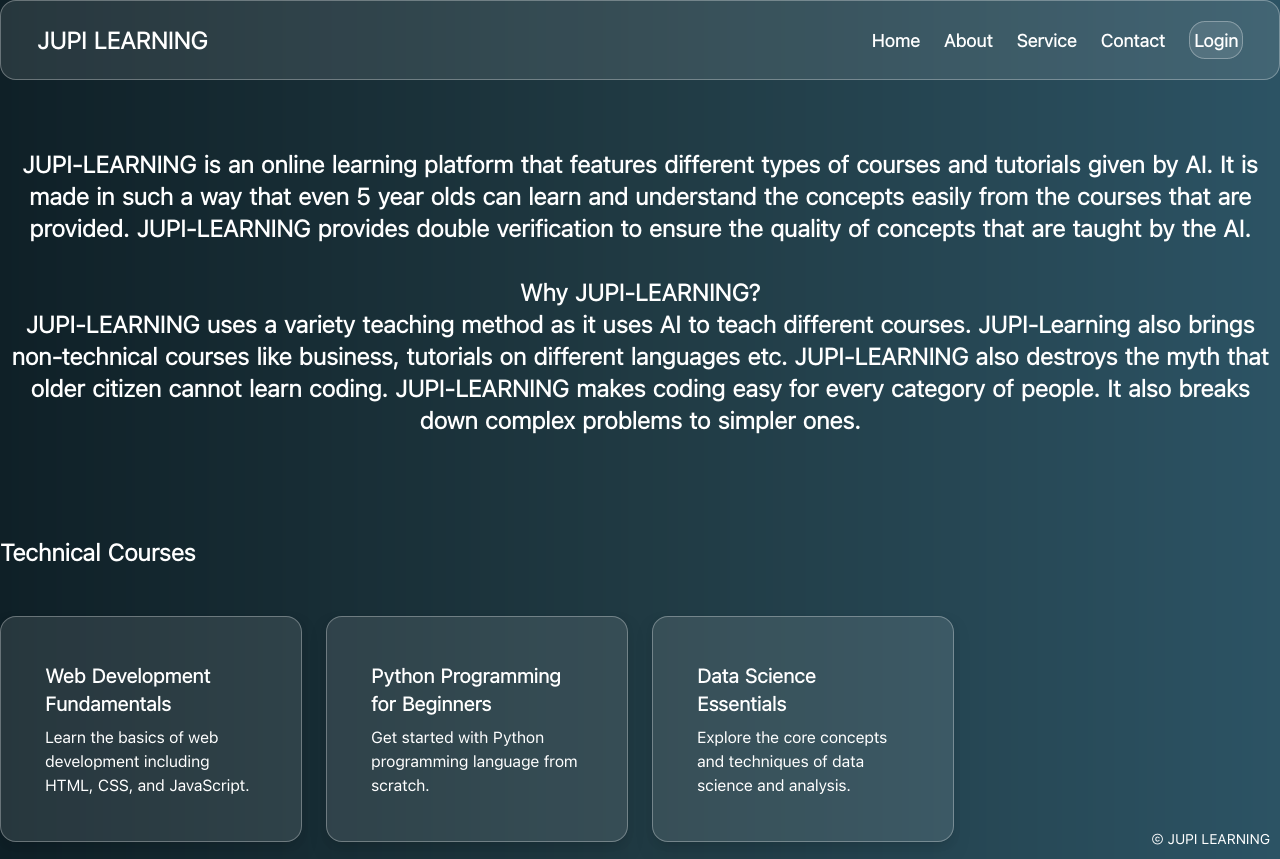 JUPI LEARNING
Home About Service Contact Login
JUPI-LEARNING is an online learning platform that features different types of courses and tutorials given by AI. It is
made in such a way that even 5 year olds can learn and understand the concepts easily from the courses that are
provided. JUPI-LEARNING provides double verification to ensure the quality of concepts that are taught by the AI.
Why JUPI-LEARNING?
JUPI-LEARNING uses a variety teaching method as it uses AI to teach different courses. JUPI-Learning also brings
non-technical courses like business, tutorials on different languages etc. JUPI-LEARNING also destroys the myth that
older citizen cannot learn coding. JUPI-LEARNING makes coding easy for every category of people. It also breaks
down complex problems to simpler ones.
Technical Courses
Web Development
Fundamentals
Learn the basics of web
development including
HTML, CSS, and JavaScript.
Python Programming
for Beginners
Get started with Python
programming language from
scratch.
Data Science
Essentials
Explore the core concepts
and techniques of data
science and analysis.
© JUPI LEARNING